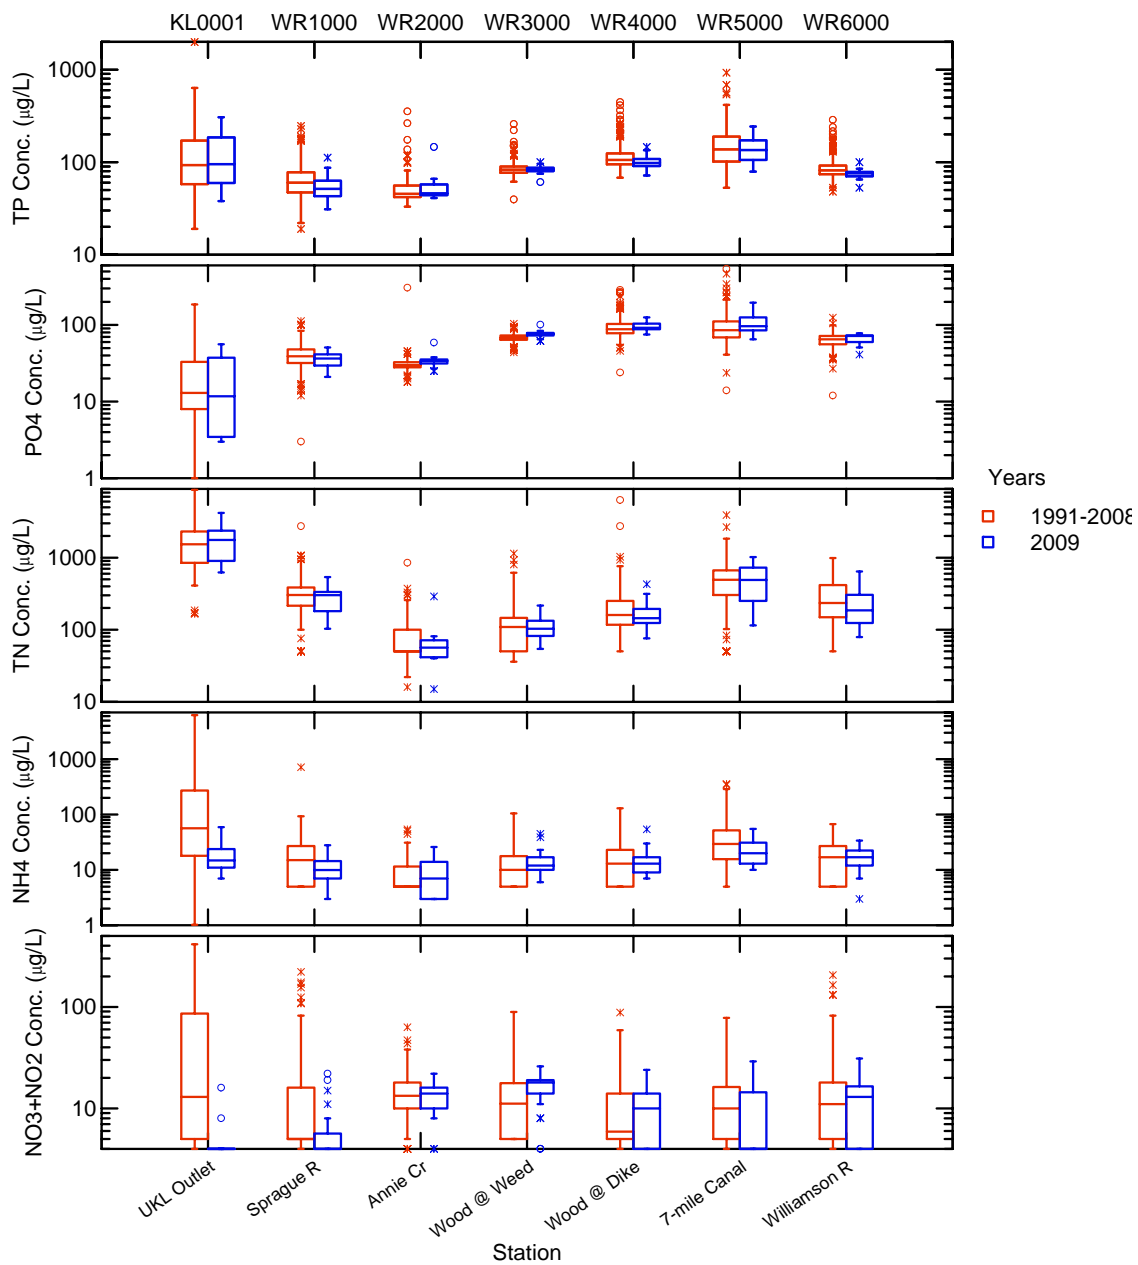 KL0001 WR1000 WR2000 WR3000 WR4000 WR5000 WR6000
TP Conc. (µg/L)
1000
100
10
PO4 Conc. (µg/L)
100
10
1
TN Conc. (µg/L)
1000
100
10
NH4 Conc. (µg/L)
1000
100
10
1
NO3+NO2 Conc. (µg/L)
100
10
UKL Outlet
Sprague R
Annie Cr
Wood @ Weed
Wood @ Dike
7-mile Canal
Williamson R
Station
Years
1991-2008
2009